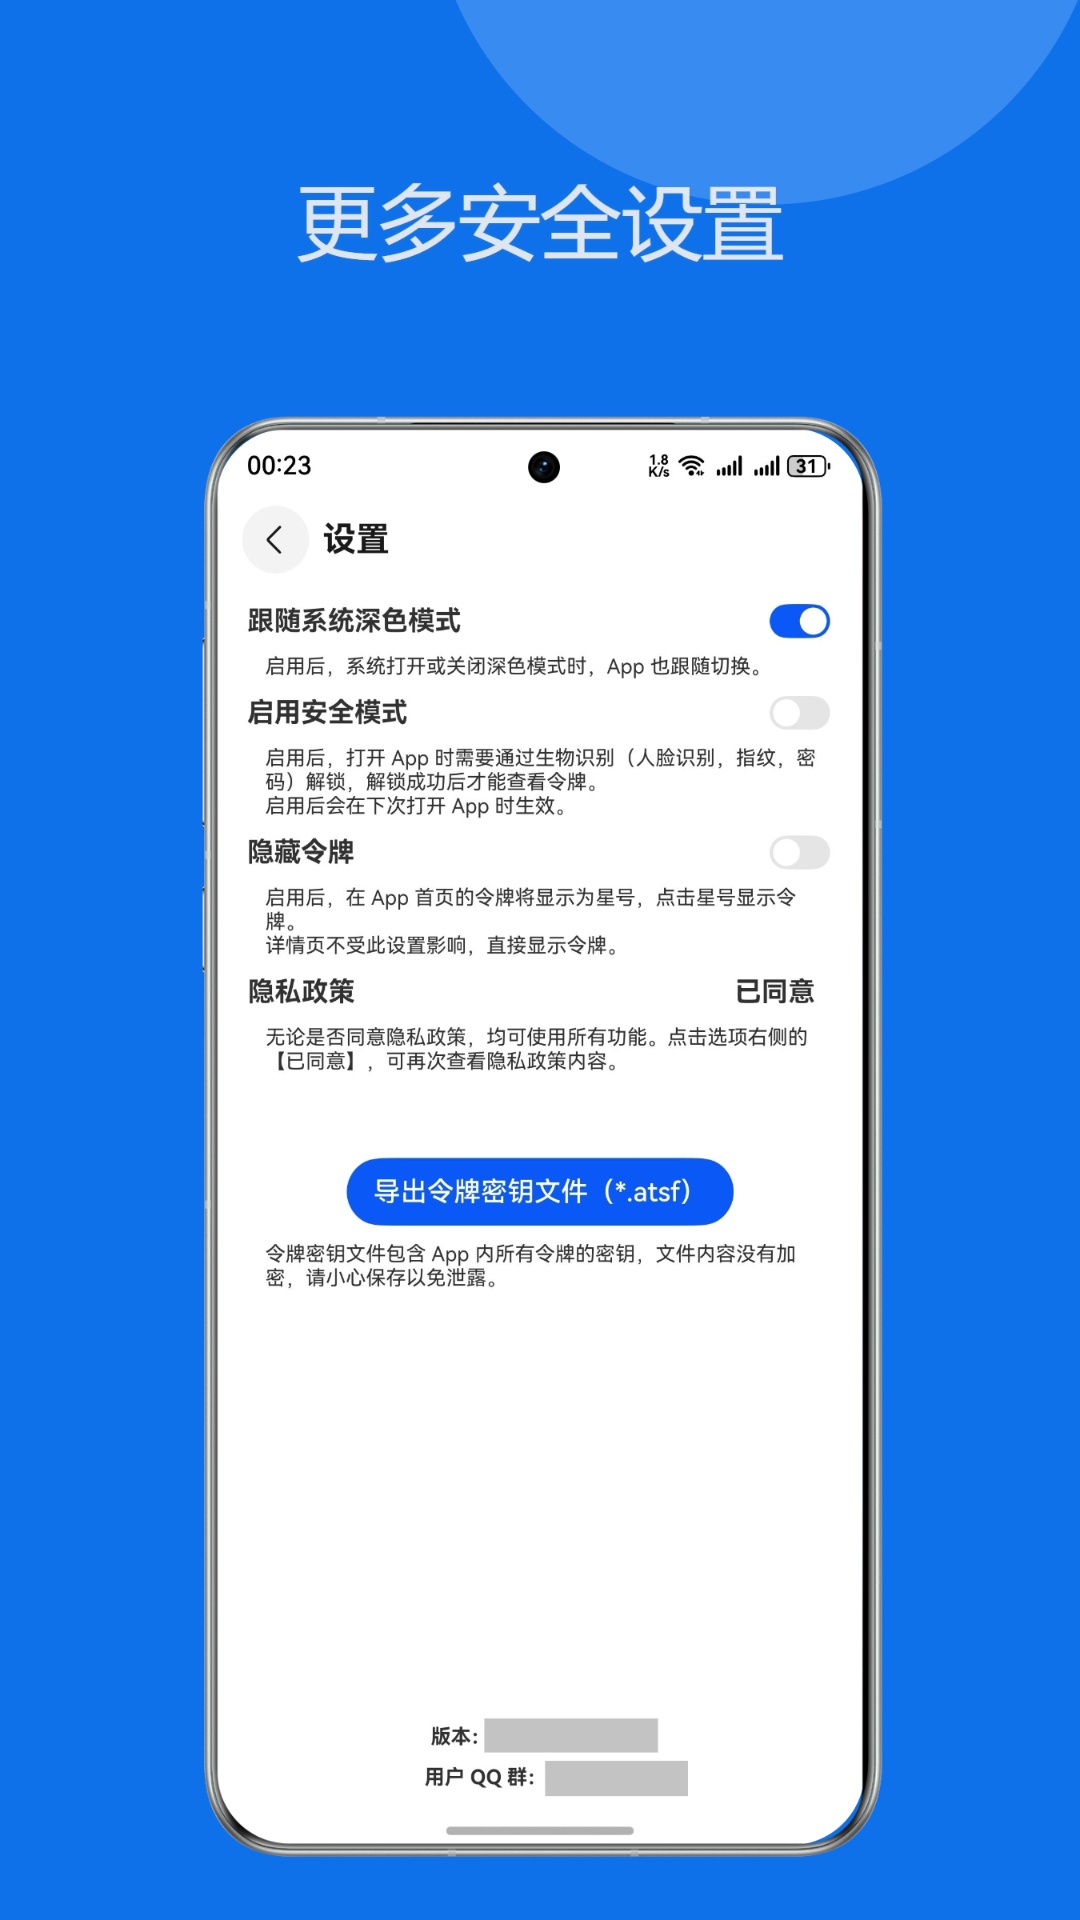 更多安全设置
00:23
1.8
K/s
31
设置
跟随系统深色模式
启用后，系统打开或关闭深色模式时，App 也跟随切换。
启用安全模式
启用后，打开 App 时需要通过生物识别（人脸识别，指纹，密
码）解锁，解锁成功后才能查看令牌。
启用后会在下次打开 App 时生效。
隐藏令牌
启用后，在 App 首页的令牌将显示为星号，点击星号显示令
牌。
详情页不受此设置影响，直接显示令牌。
隐私政策
已同意
无论是否同意隐私政策，均可使用所有功能。点击选项右侧的
【已同意】，可再次查看隐私政策内容。
导出令牌密钥文件（*.atsf）
令牌密钥文件包含 App 内所有令牌的密钥，文件内容没有加
密，请小心保存以免泄露。
版本：
用户 QQ 群：